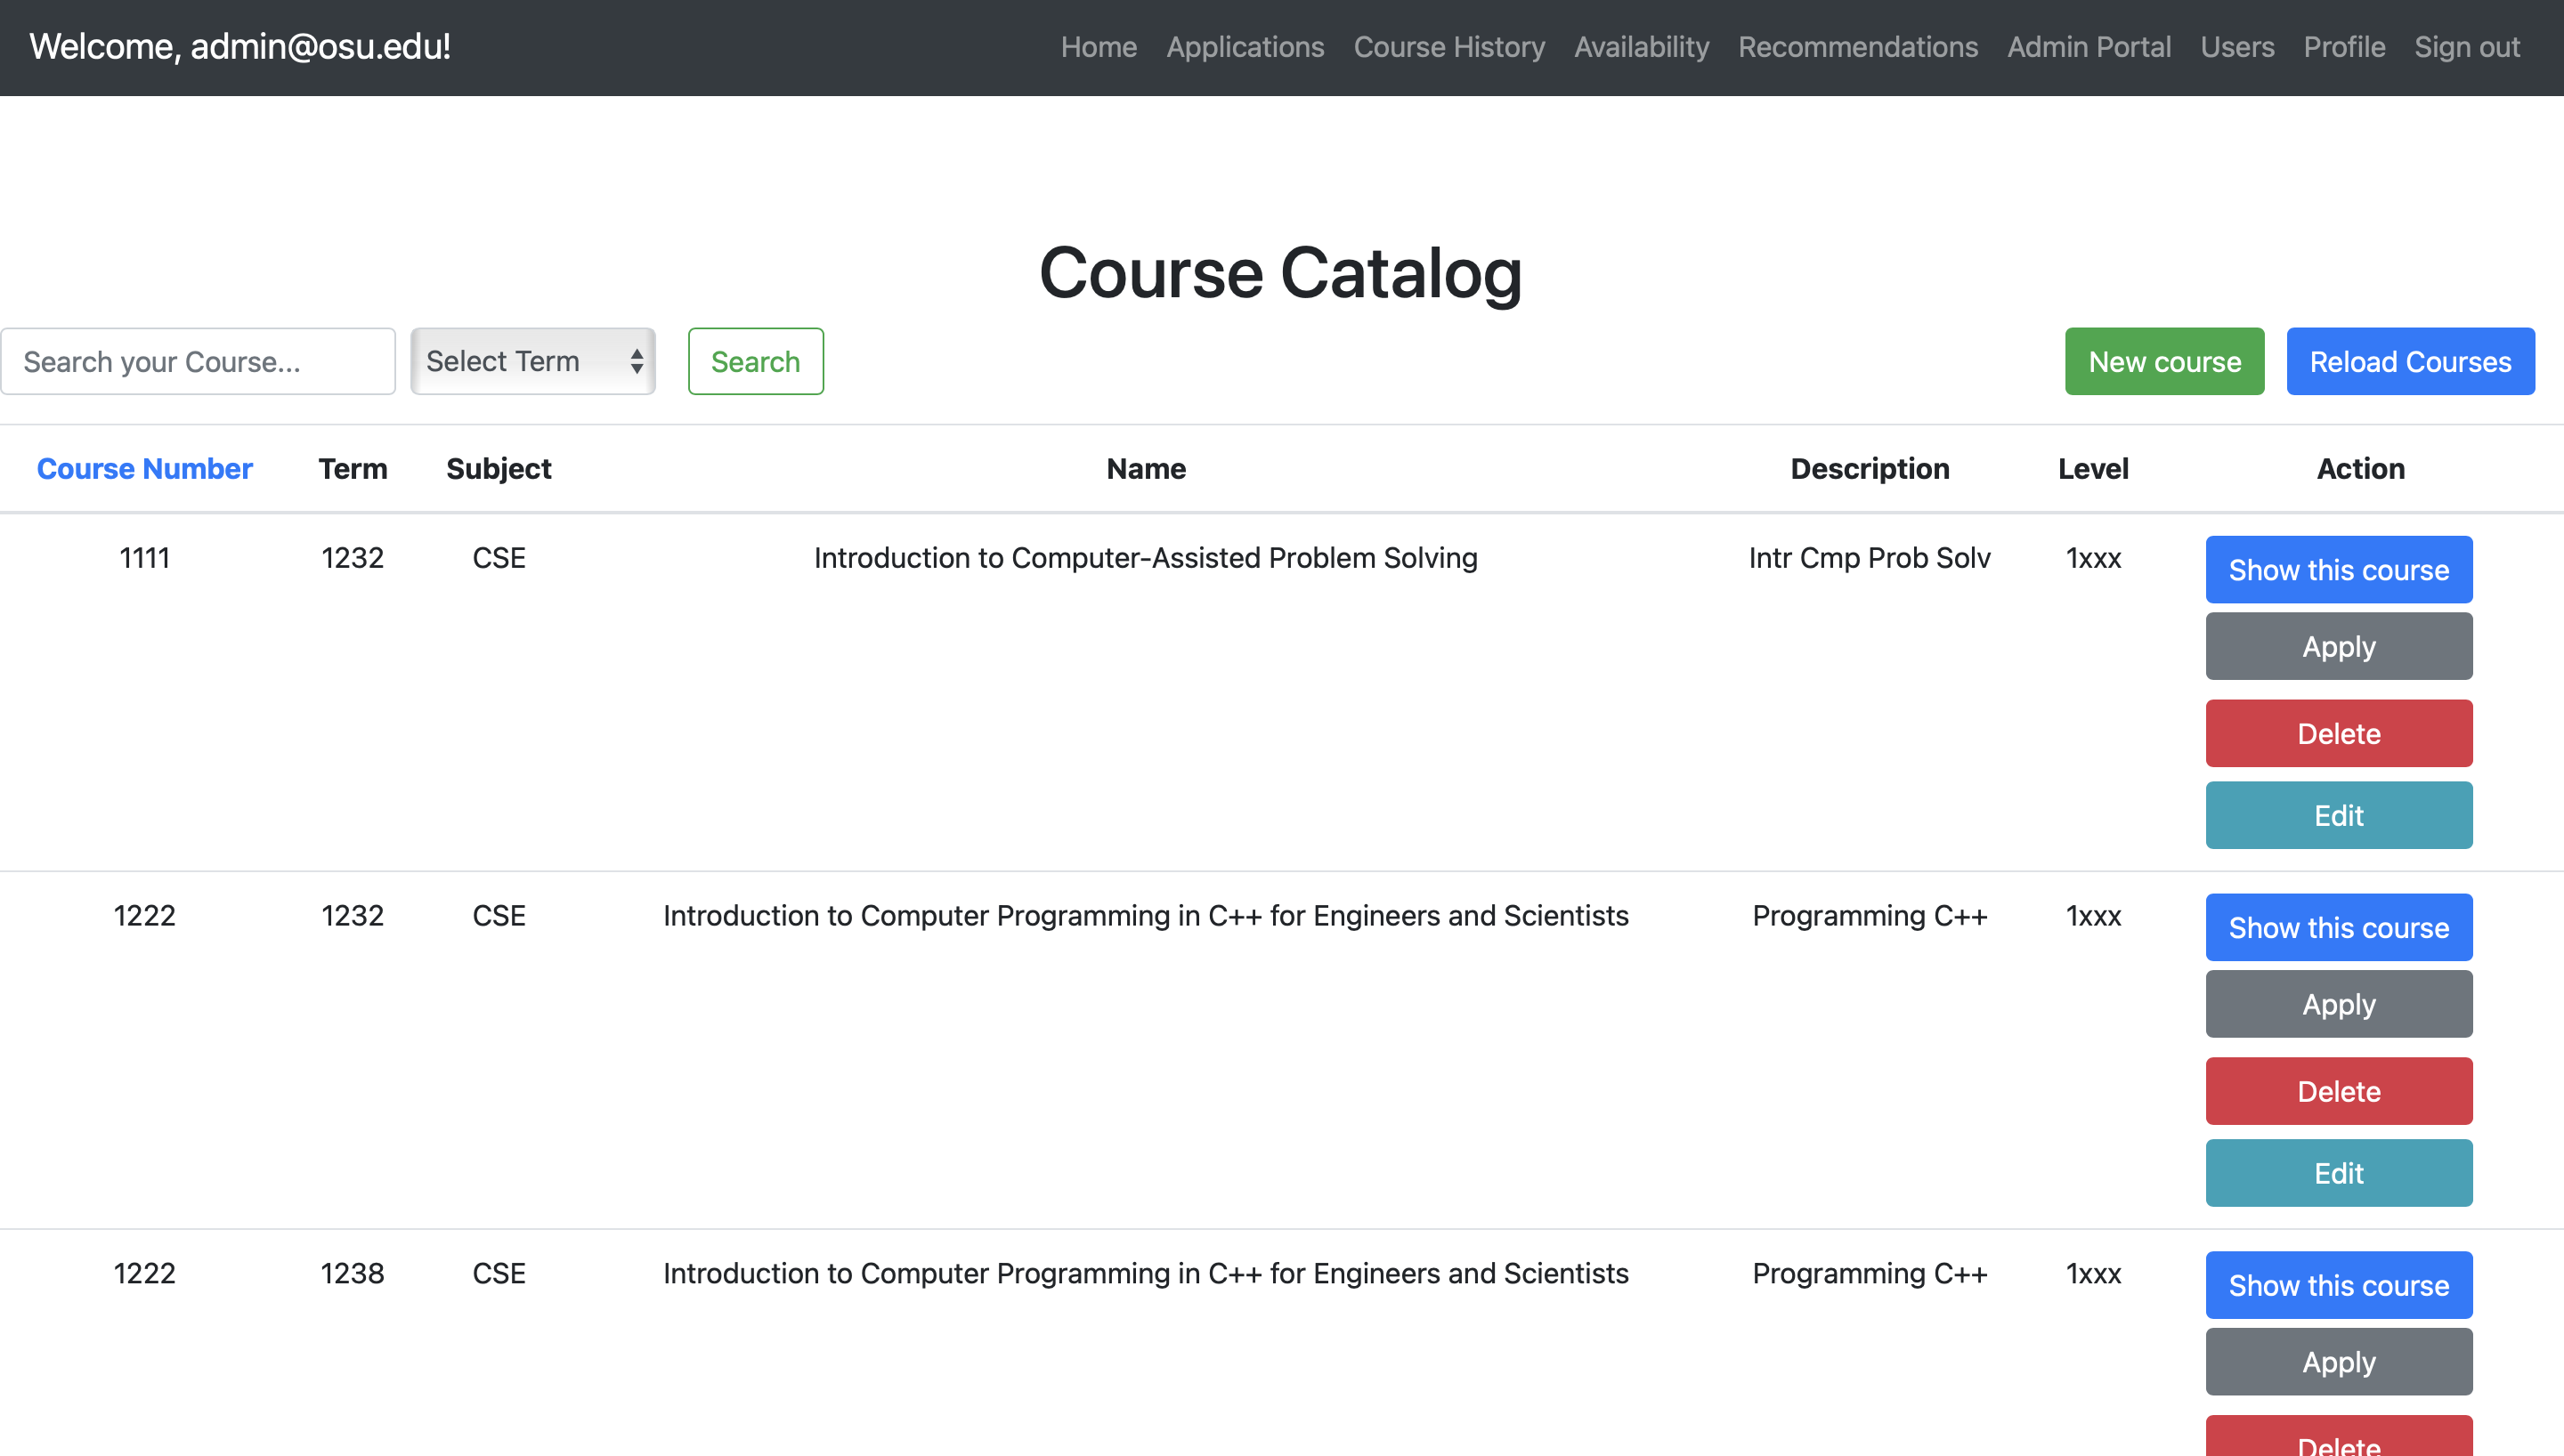 Welcome, admin@osu.edu! Home Applications Course History Availability Recommendations Admin Portal Users Profile Sign out
Course Catalog
Search your Course... Select Term Search New course Reload Courses
Course Number Term Subject Name Description Level Action
1111 1232 CSE Introduction to Computer-Assisted Problem Solving Intr Cmp Prob Solv 1xxx Show this course
Apply
Delete
Edit
1222 1232 CSE Introduction to Computer Programming in C++ for Engineers and Scientists Programming C++ 1xxx Show this course
Apply
Delete
Edit
1222 1238 CSE Introduction to Computer Programming in C++ for Engineers and Scientists Programming C++ 1xxx Show this course
Apply
Delete